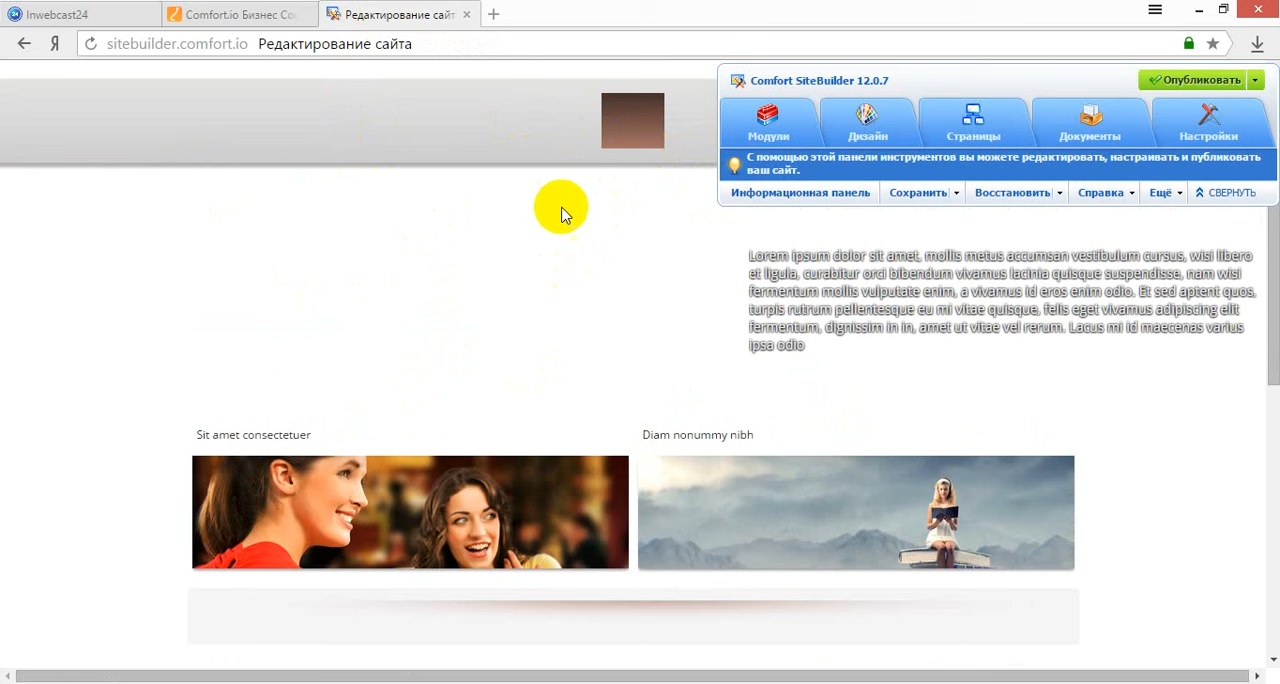 Inwebcast24
Comfort.io Бизнес Со
Редактирование сайт
sitebuilder.comfort.io Редактирование сайта
Comfort SiteBuilder 12.0.7
Опубликовать
Модули
Дизайн
Страницы
Документы
Настройки
С помощью этой панели инструментов вы можете редактировать, настраивать и публиковать
ваш сайт.
Информационная панель
Сохранить
Восстановить
Справка
Ещё
СВЕРНУТЬ
Lorem ipsum dolor sit amet, mollis metus accumsan vestibulum cursus, wisi libero
et ligula, curabitur orci bibendum vivamus lacinia quisque suspendisse, nam wisi
fermentum mollis vulputate enim, a vivamus id eros enim odio. Et sed aptent quos,
turpis rutrum pellentesque eu mi vitae quisque, felis eget vivamus adipiscing elit
fermentum, dignissim in in, amet ut vitae vel rerum. Lacus mi id maecenas varius
ipsa odio
Sit amet consectetuer
Diam nonummy nibh